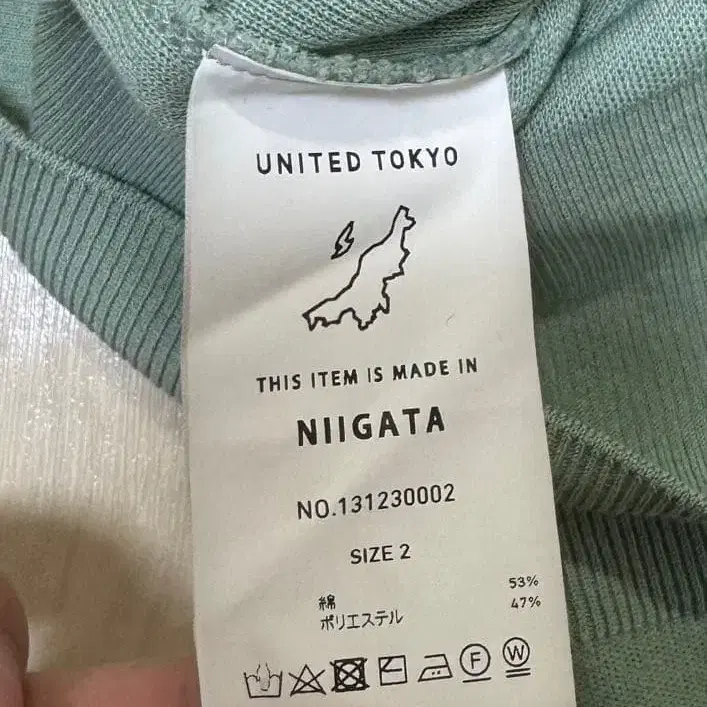 UNITED TOKYO
THIS ITEM IS MADE IN
NIIGATA
NO.131230002
SIZE 2
綿 53%
ポリエステル 47%
F W